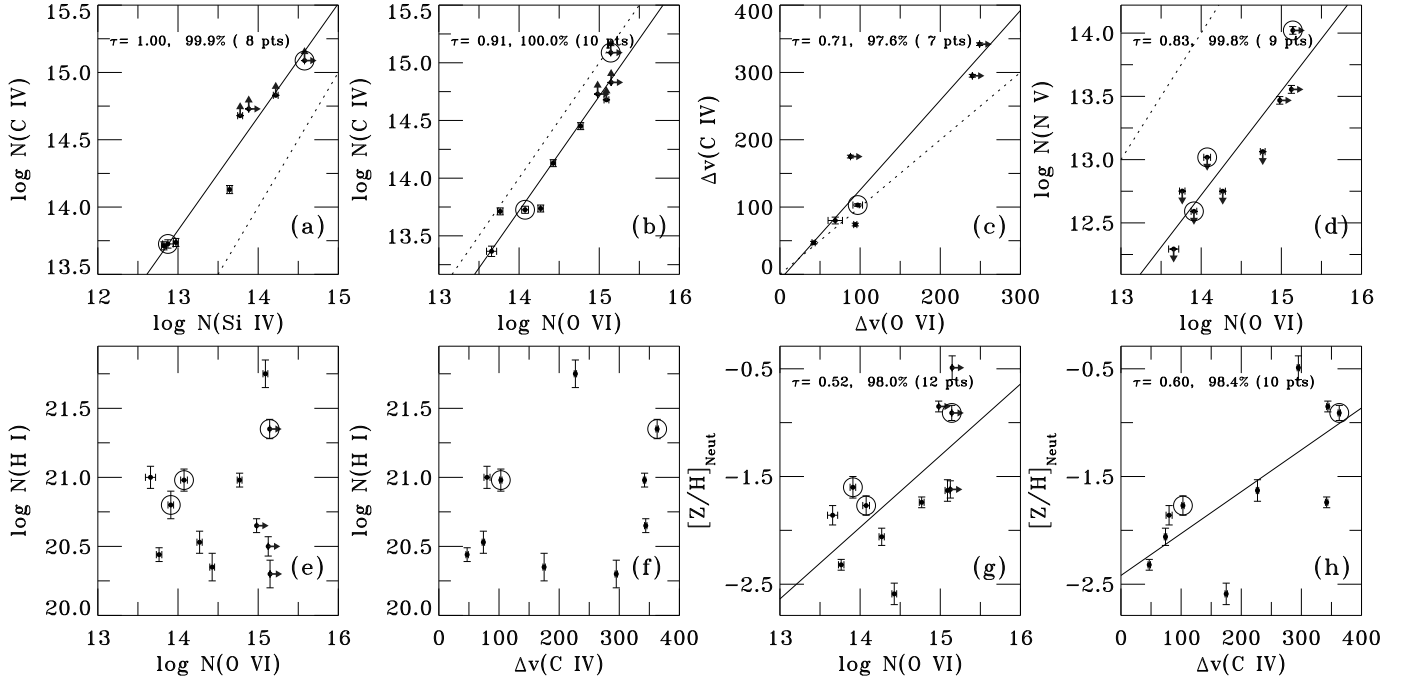 τ= 1.00, 99.9% ( 8 pts)
log N(C IV)
15.5
15.0
14.5
14.0
13.5
(a)
12 13 14 15
log N(Si IV)
τ= 0.91, 100.0% (10 pts)
log N(C IV)
15.5
15.0
14.5
14.0
13.5
(b)
13 14 15 16
log N(O VI)
τ= 0.71, 97.6% ( 7 pts)
Δv(C IV)
400
300
200
100
0
(c)
0 100 200 300
Δv(O VI)
τ= 0.83, 99.8% ( 9 pts)
log N(N V)
14.0
13.5
13.0
12.5
(d)
13 14 15 16
log N(O VI)
log N(H I)
21.5
21.0
20.5
20.0
(e)
13 14 15 16
log N(O VI)
log N(H I)
21.5
21.0
20.5
20.0
(f)
0 100 200 300 400
Δv(C IV)
τ= 0.52, 98.0% (12 pts)
[Z/H]Neut
−0.5
−1.5
−2.5
(g)
13 14 15 16
log N(O VI)
τ= 0.60, 98.4% (10 pts)
[Z/H]Neut
−0.5
−1.5
−2.5
(h)
0 100 200 300 400
Δv(C IV)